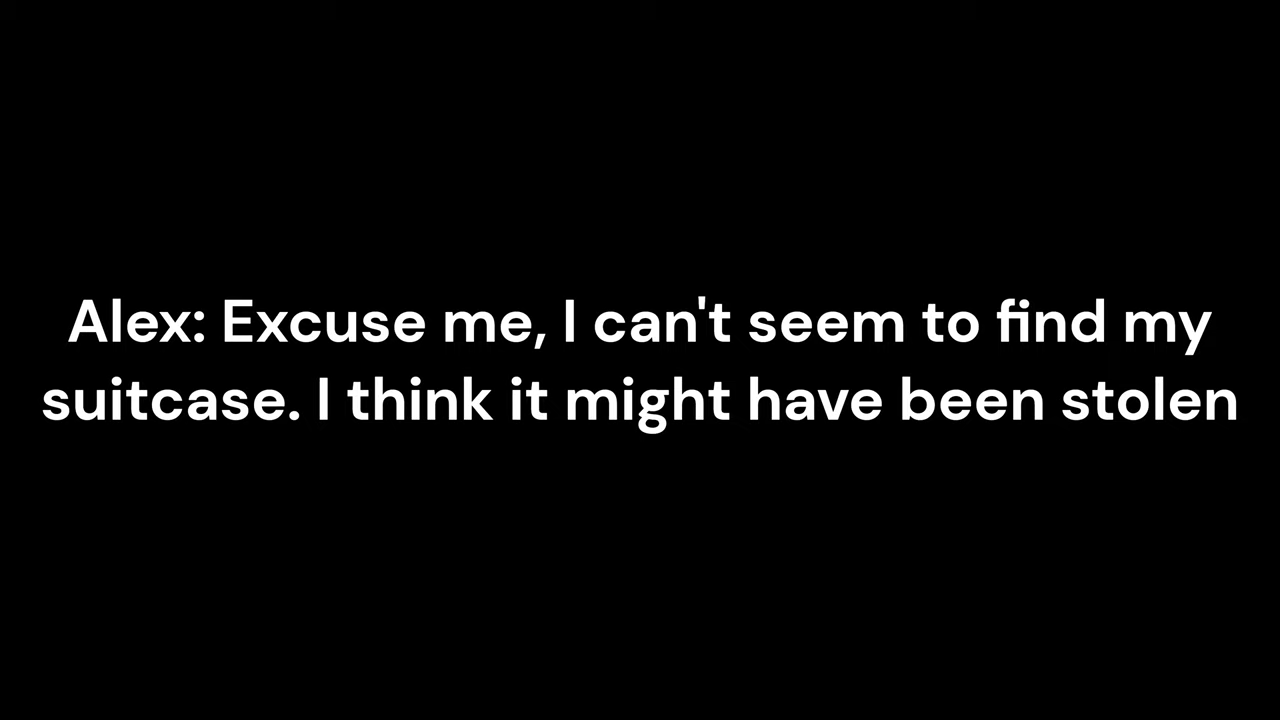 Alex: Excuse me, I can't seem to find my
suitcase. I think it might have been stolen